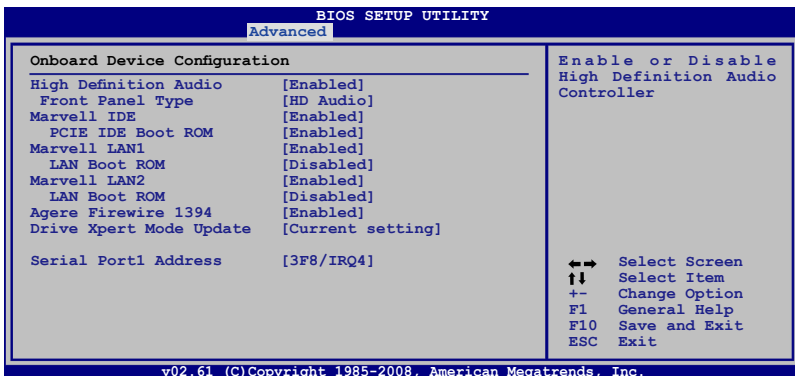 BIOS SETUP UTILITY
Advanced
Onboard Device Configuration
High Definition Audio [Enabled]
Front Panel Type [HD Audio]
Marvell IDE [Enabled]
PCIE IDE Boot ROM [Enabled]
Marvell LAN1 [Enabled]
LAN Boot ROM [Disabled]
Marvell LAN2 [Enabled]
LAN Boot ROM [Disabled]
Agere Firewire 1394 [Enabled]
Drive Xpert Mode Update [Current setting]
Serial Port1 Address [3F8/IRQ4]
Enable or Disable
High Definition Audio
Controller
←→ Select Screen
↑↓ Select Item
+- Change Option
F1 General Help
F10 Save and Exit
ESC Exit
v02.61 (C)Copyright 1985-2008, American Megatrends, Inc.